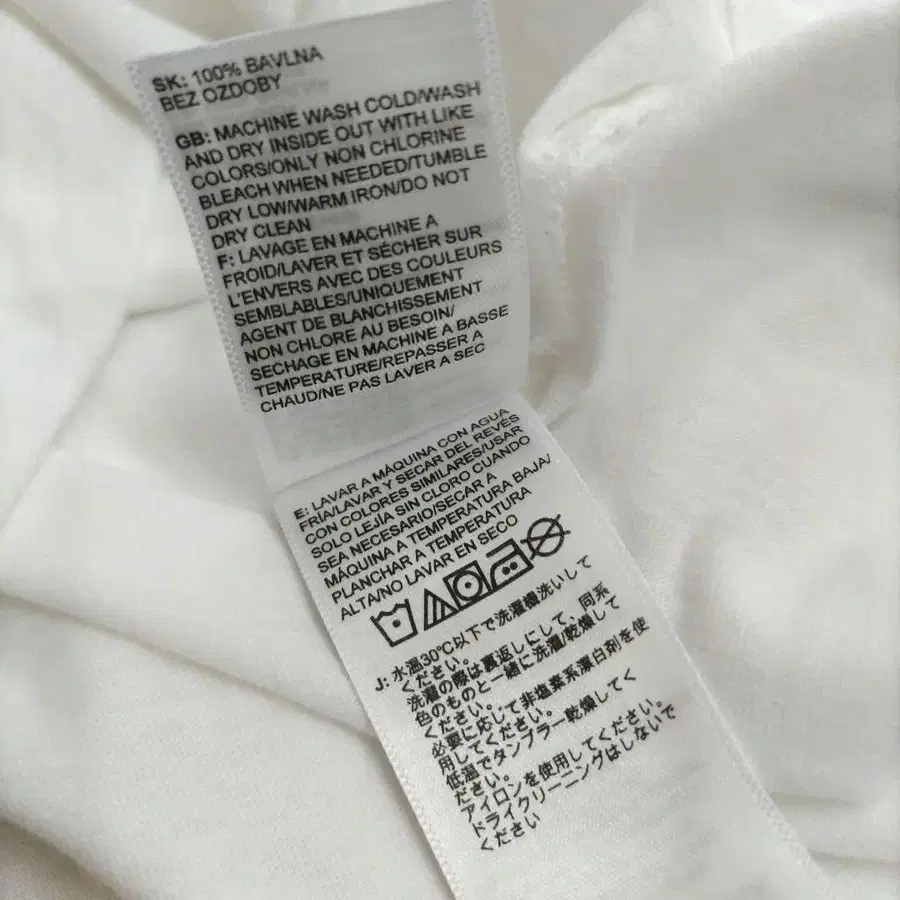 SK: 100% BAVLNA
BEZ OZDOBY
GB: MACHINE WASH COLD/WASH
AND DRY INSIDE OUT WITH LIKE
COLORS/ONLY NON CHLORINE
BLEACH WHEN NEEDED/TUMBLE
DRY LOW/WARM IRON/DO NOT
DRY CLEAN
F: LAVAGE EN MACHINE A
FROID/LAVER ET SÉCHER SUR
L'ENVERS AVEC DES COULEURS
SEMBLABLES/UNIQUEMENT
AGENT DE BLANCHISSEMENT
NON CHLORE AU BESOIN/
SECHAGE EN MACHINE A BASSE
TEMPERATURE/REPASSER A
CHAUD/NE PAS LAVER A SEC
E: LAVAR A MÁQUINA CON AGUA
FRÍA/LAVAR Y SECAR DEL REVÉS
CON COLORES SIMILARES/USAR
SOLO LEJÍA SIN CLORO CUANDO
SEA NECESARIO/SECAR A
MÁQUINA A TEMPERATURA BAJA/
PLANCHAR A TEMPERATURA
ALTA/NO LAVAR EN SECO
J: 水温30℃以下で洗濯機洗いして
ください。
洗濯の際は裏返しにして、同系
色のものと一緒に洗濯/乾燥して
ください。
必要に応じて非塩素系漂白剤を使
用してください。
低温でタンブラー乾燥してく
ださい。
アイロンを使用してください。
ドライクリーニングはしないで
ください